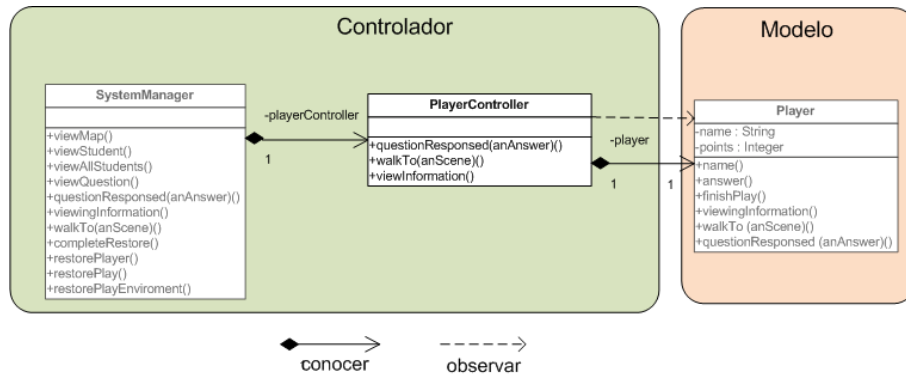 Controlador
SystemManager
+viewMap()
+viewStudent()
+viewAllStudents()
+viewQuestion()
+questionResponsed(anAnswer)()
+viewingInformation()
+walkTo(anScene)()
+completeRestore()
+restorePlayer()
+restorePlay()
+restorePlayEnviroment()
-playerController
1
PlayerController
+questionResponsed(anAnswer)()
+walkTo(anScene)()
+viewInformation()
-player
1
1
Modelo
Player
-name : String
-points : Integer
+name()
+answer()
+finishPlay()
+viewingInformation()
+walkTo (anScene)()
+questionResponsed (anAnswer)()
conocer
observar